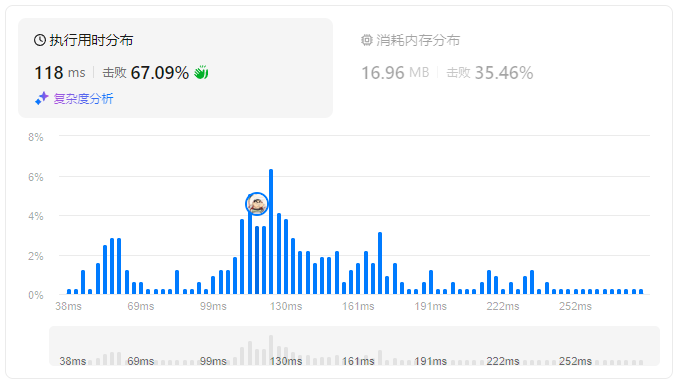 执行用时分布
118 ms 击败 67.09%
复杂度分析
消耗内存分布
16.96 MB 击败 35.46%
8%
6%
4%
2%
0%
38ms 69ms 99ms 130ms 161ms 191ms 222ms 252ms
38ms 69ms 99ms 130ms 161ms 191ms 222ms 252ms